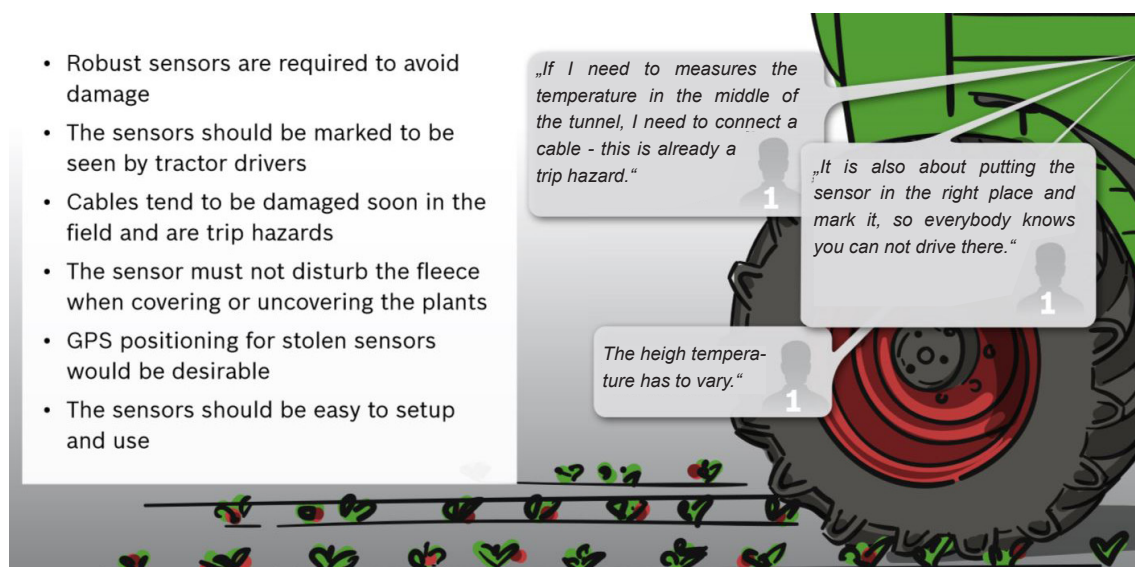 • Robust sensors are required to avoid
damage
• The sensors should be marked to be
seen by tractor drivers
• Cables tend to be damaged soon in the
field and are trip hazards
• The sensor must not disturb the fleece
when covering or uncovering the plants
• GPS positioning for stolen sensors
would be desirable
• The sensors should be easy to setup
and use
„If I need to measures the
temperature in the middle of
the tunnel, I need to connect a
cable - this is already a
trip hazard.“
1
„It is also about putting the
sensor in the right place and
mark it, so everybody knows
you can not drive there.“
1
The heigh tempera-
ture has to vary.“
1